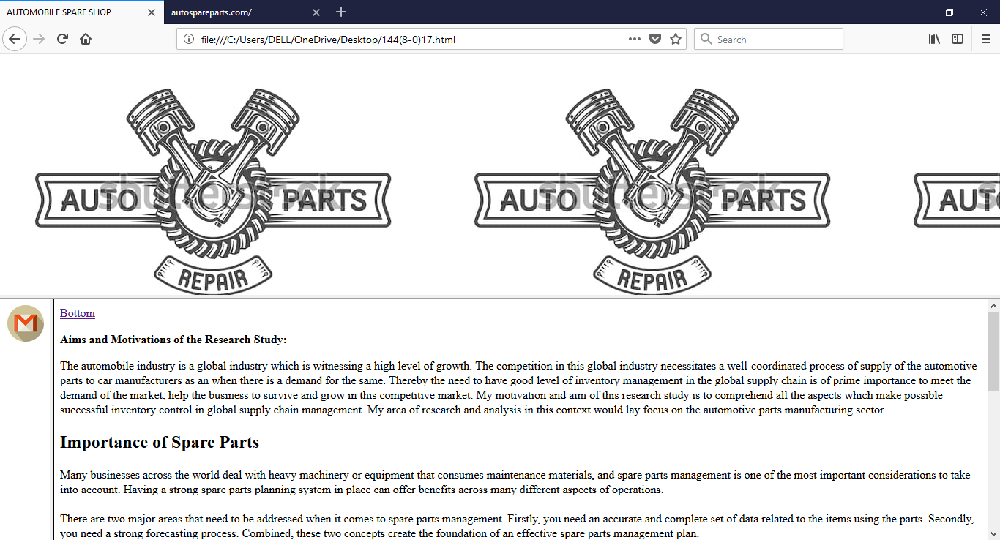 AUTOMOBILE SPARE SHOP
autospareparts.com/
file:///C:/Users/DELL/OneDrive/Desktop/144(8-0)17.html
Search
AUTO PARTS
shutterstock
REPAIR
AUTO PARTS
shutterstock
REPAIR
AUT
Bottom
Aims and Motivations of the Research Study:
The automobile industry is a global industry which is witnessing a high level of growth. The competition in this global industry necessitates a well-coordinated process of supply of the automotive
parts to car manufacturers as an when there is a demand for the same. Thereby the need to have good level of inventory management in the global supply chain is of prime importance to meet the
demand of the market, help the business to survive and grow in this competitive market. My motivation and aim of this research study is to comprehend all the aspects which make possible
successful inventory control in global supply chain management. My area of research and analysis in this context would lay focus on the automotive parts manufacturing sector.
Importance of Spare Parts
Many businesses across the world deal with heavy machinery or equipment that consumes maintenance materials, and spare parts management is one of the most important considerations to take
into account. Having a strong spare parts planning system in place can offer benefits across many different aspects of operations.
There are two major areas that need to be addressed when it comes to spare parts management. Firstly, you need an accurate and complete set of data related to the items using the parts. Secondly,
you need a strong forecasting process. Combined, these two concepts create the foundation of an effective spare parts management plan.